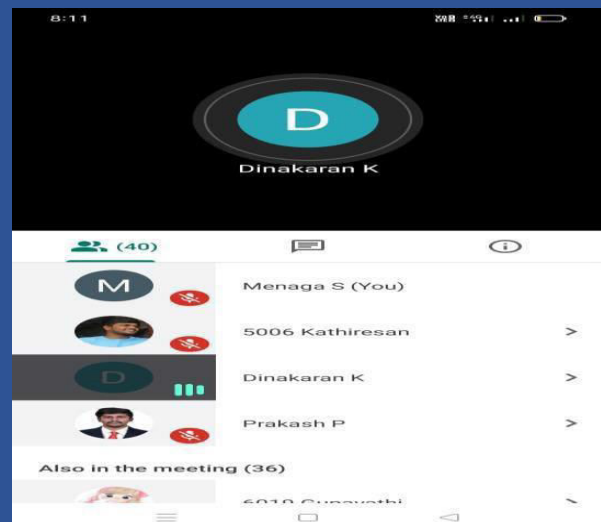 8:11
D
Dinakaran K
(40)
M
Menaga S (You)
5006 Kathiresan
D
Dinakaran K
Prakash P
Also in the meeting (36)